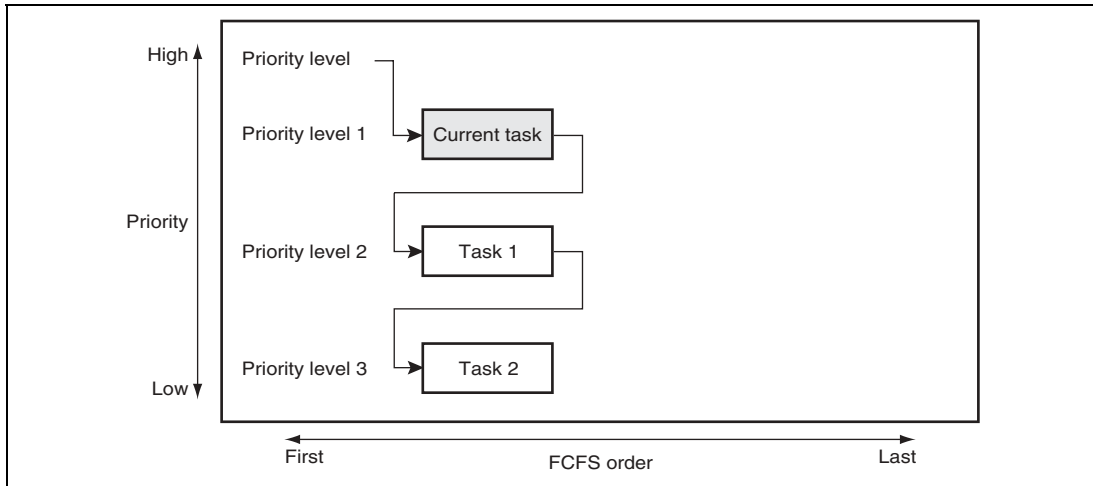 High
Priority level
Priority level 1
Current task
Priority
Priority level 2
Task 1
Priority level 3
Task 2
Low
First
FCFS order
Last